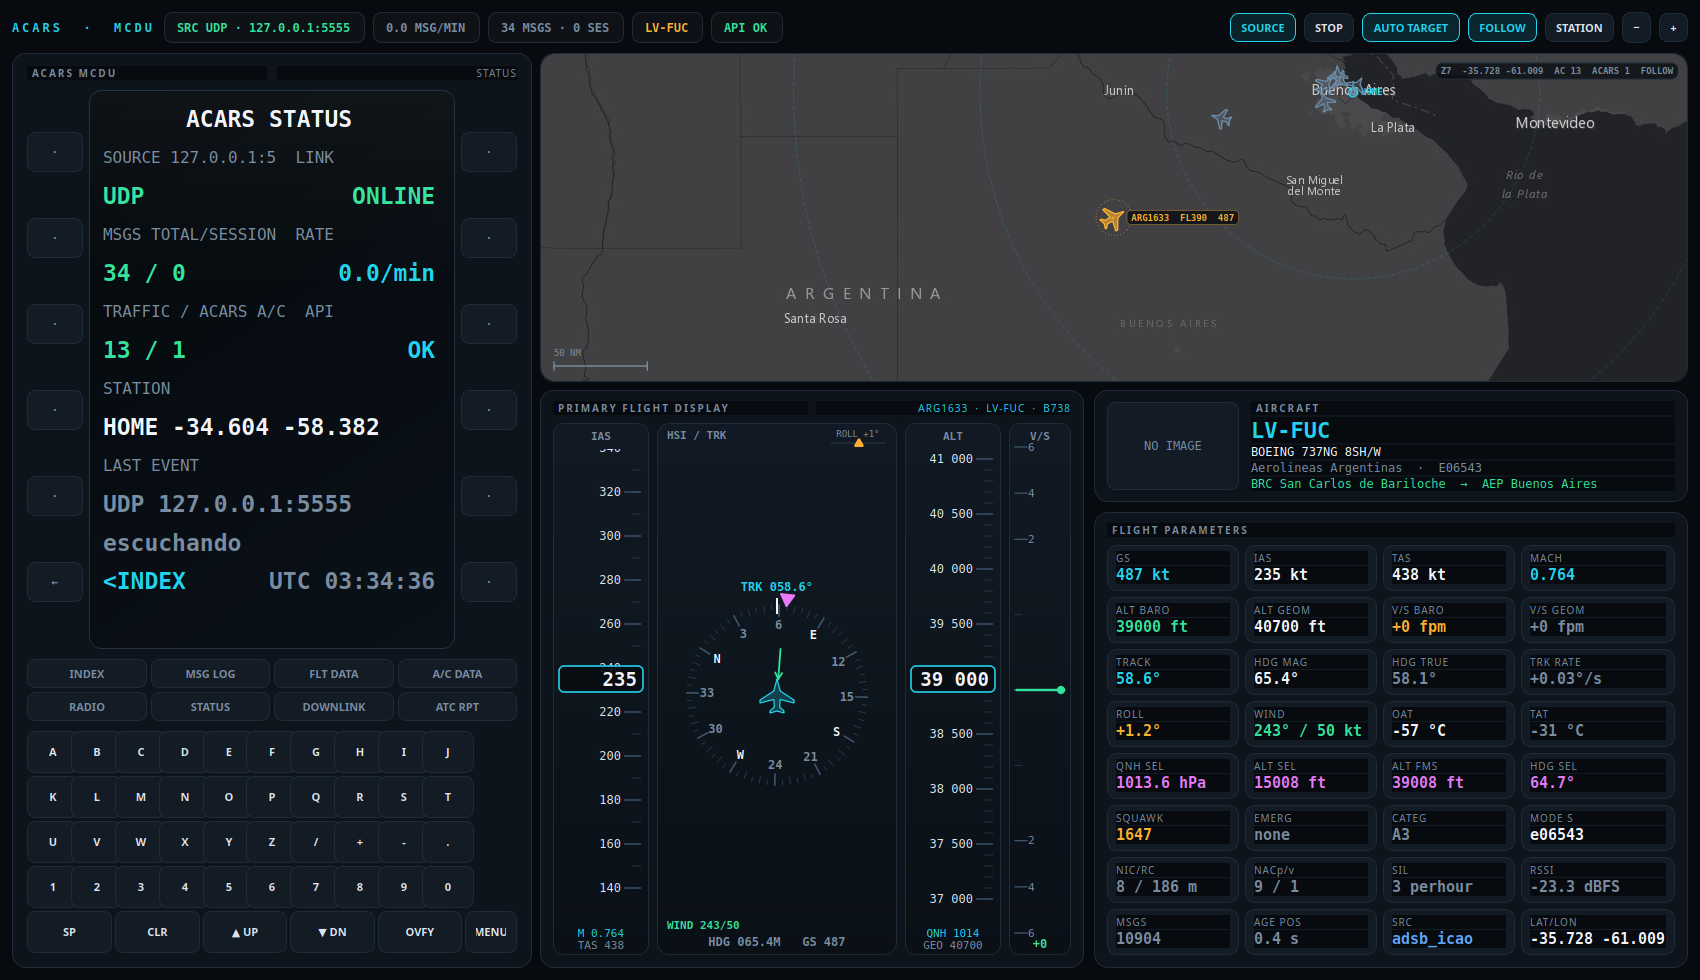 ACARS · MCDU
SRC UDP · 127.0.0.1:5555
0.0 MSG/MIN
34 MSGS · 0 SES
LV-FUC
API OK
SOURCE
STOP
AUTO TARGET
FOLLOW
STATION
−
+
ACARS MCDU
STATUS
ACARS STATUS
SOURCE 127.0.0.1:5 LINK
UDP ONLINE
MSGS TOTAL/SESSION RATE
34 / 0 0.0/min
TRAFFIC / ACARS A/C API
13 / 1 OK
STATION
HOME -34.604 -58.382
LAST EVENT
UDP 127.0.0.1:5555
escuchando
<INDEX UTC 03:34:36
←
INDEX
MSG LOG
FLT DATA
A/C DATA
RADIO
STATUS
DOWNLINK
ATC RPT
A B C D E F G H I J
K L M N O P Q R S T
U V W X Y Z / + - .
1 2 3 4 5 6 7 8 9 0
SP CLR ▲ UP ▼ DN OVFY MENU
Z7 -35.728 -61.009 AC 13 ACARS 1 FOLLOW
Junin
Buenos Aires
La Plata
Montevideo
San Miguel
del Monte
Rio de
la Plata
ARG1633 FL390 487
ARGENTINA
Santa Rosa
BUENOS AIRES
50 NM
PRIMARY FLIGHT DISPLAY
ARG1633 · LV-FUC · B738
IAS
340
320
300
280
260
240
235
220
200
180
160
140
M 0.764
TAS 438
HSI / TRK
ROLL +1°
TRK 058.6°
3 6 E
N 12
33 15
30 S
W 24 21
WIND 243/50
HDG 065.4M GS 487
ALT
41 000
40 500
40 000
39 500
39 000
38 500
38 000
37 500
37 000
QNH 1014
GEO 40700
V/S
6
4
2
2
4
6
+0
NO IMAGE
AIRCRAFT
LV-FUC
BOEING 737NG 8SH/W
Aerolineas Argentinas · E06543
BRC San Carlos de Bariloche → AEP Buenos Aires
FLIGHT PARAMETERS
GS
487 kt
IAS
235 kt
TAS
438 kt
MACH
0.764
ALT BARO
39000 ft
ALT GEOM
40700 ft
V/S BARO
+0 fpm
V/S GEOM
+0 fpm
TRACK
58.6°
HDG MAG
65.4°
HDG TRUE
58.1°
TRK RATE
+0.03°/s
ROLL
+1.2°
WIND
243° / 50 kt
OAT
-57 °C
TAT
-31 °C
QNH SEL
1013.6 hPa
ALT SEL
15008 ft
ALT FMS
39008 ft
HDG SEL
64.7°
SQUAWK
1647
EMERG
none
CATEG
A3
MODE S
e06543
NIC/RC
8 / 186 m
NACp/v
9 / 1
SIL
3 perhour
RSSI
-23.3 dBFS
MSGS
10904
AGE POS
0.4 s
SRC
adsb_icao
LAT/LON
-35.728 -61.009